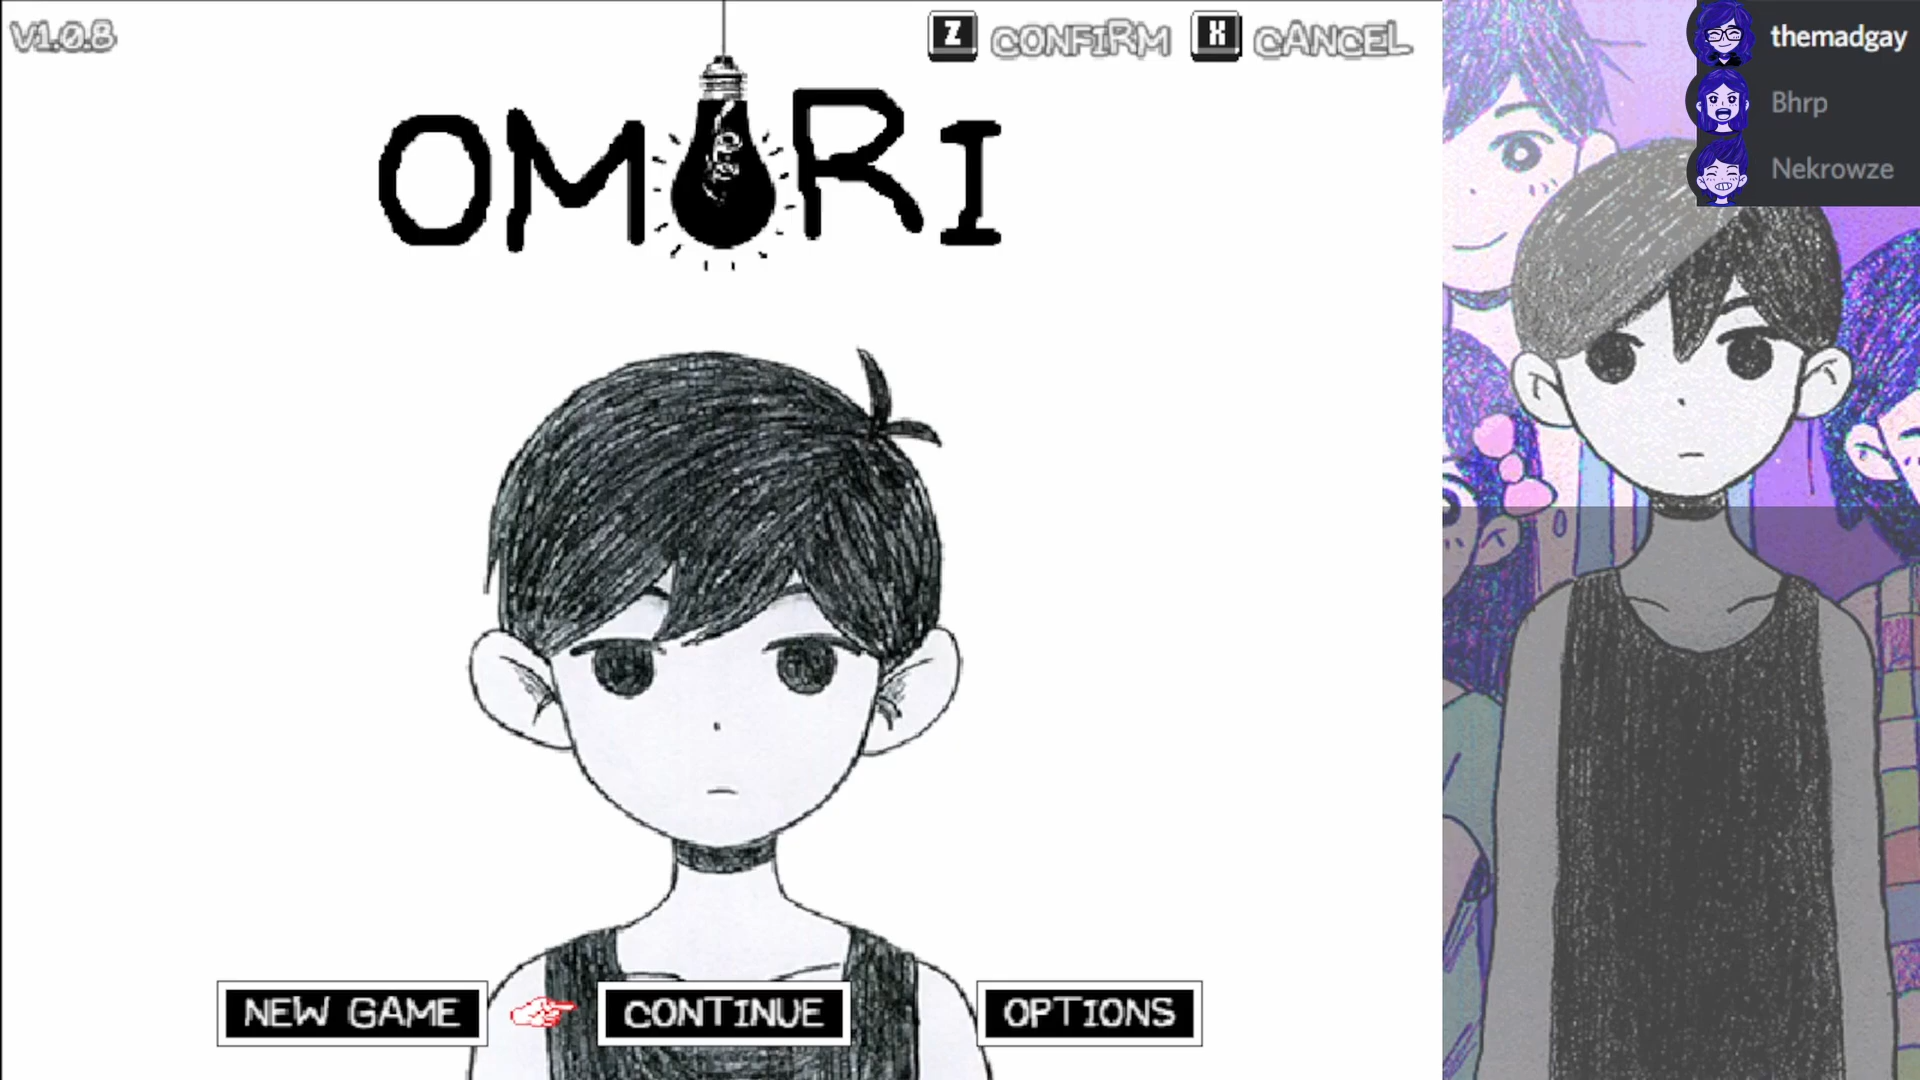 V1.0.8
Z CONFIRM X CANCEL
OMORI
NEW GAME
CONTINUE
OPTIONS
themadgay
Bhrp
Nekrowze